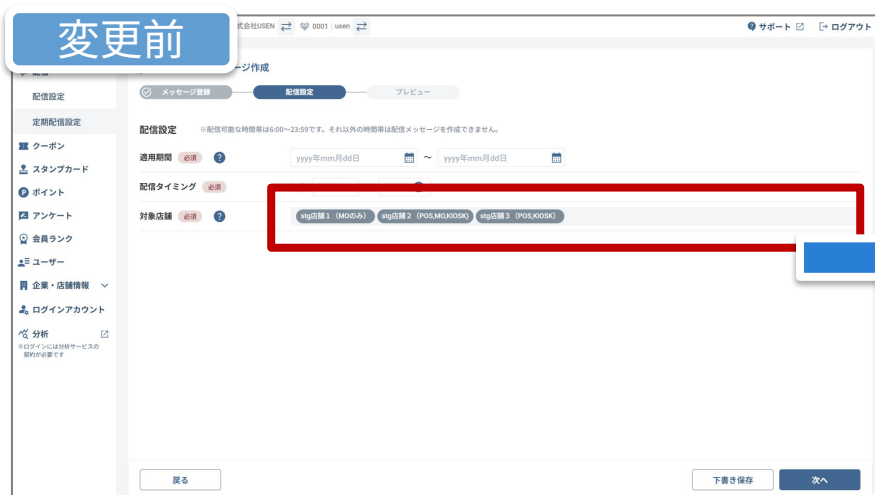 変更前
式会社USEN
0001 | usen
サポート
ログアウト
ージ作成
配信設定
定期配信設定
クーポン
スタンプカード
ポイント
アンケート
会員ランク
ユーザー
企業・店舗情報
ログインアカウント
分析
※ログインには分析サービスの
契約が必要です
メッセージ登録
配信設定
プレビュー
配信設定 ※配信可能な時間帯は6:00〜23:59です。それ以外の時間帯は配信メッセージを作成できません。
適用期間 必須 ? yyyy年mm月dd日 〜 yyyy年mm月dd日
配信タイミング 必須
対象店舗 必須 ? stg店舗１（MOのみ） stg店舗２（POS,MO,KIOSK） stg店舗３（POS,KIOSK）
戻る
下書き保存
次へ